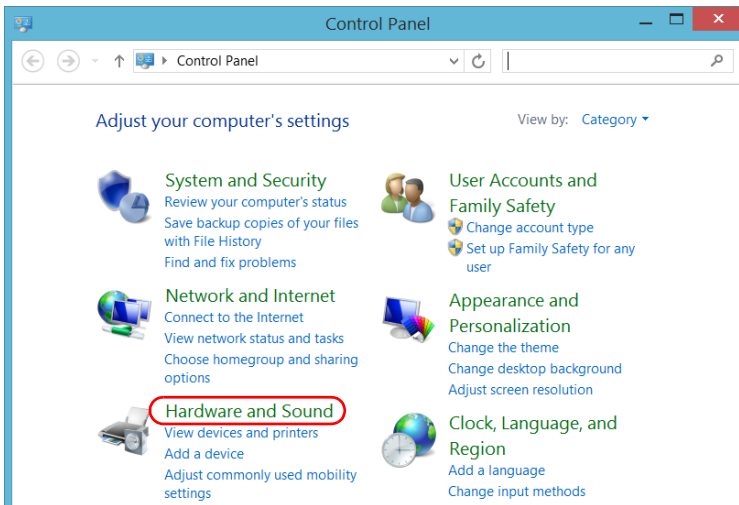 Control Panel
Control Panel
Adjust your computer's settings
View by: Category
System and Security
Review your computer's status
Save backup copies of your files
with File History
Find and fix problems
Network and Internet
Connect to the Internet
View network status and tasks
Choose homegroup and sharing
options
Hardware and Sound
View devices and printers
Add a device
Adjust commonly used mobility
settings
User Accounts and
Family Safety
Change account type
Set up Family Safety for any
user
Appearance and
Personalization
Change the theme
Change desktop background
Adjust screen resolution
Clock, Language, and
Region
Add a language
Change input methods